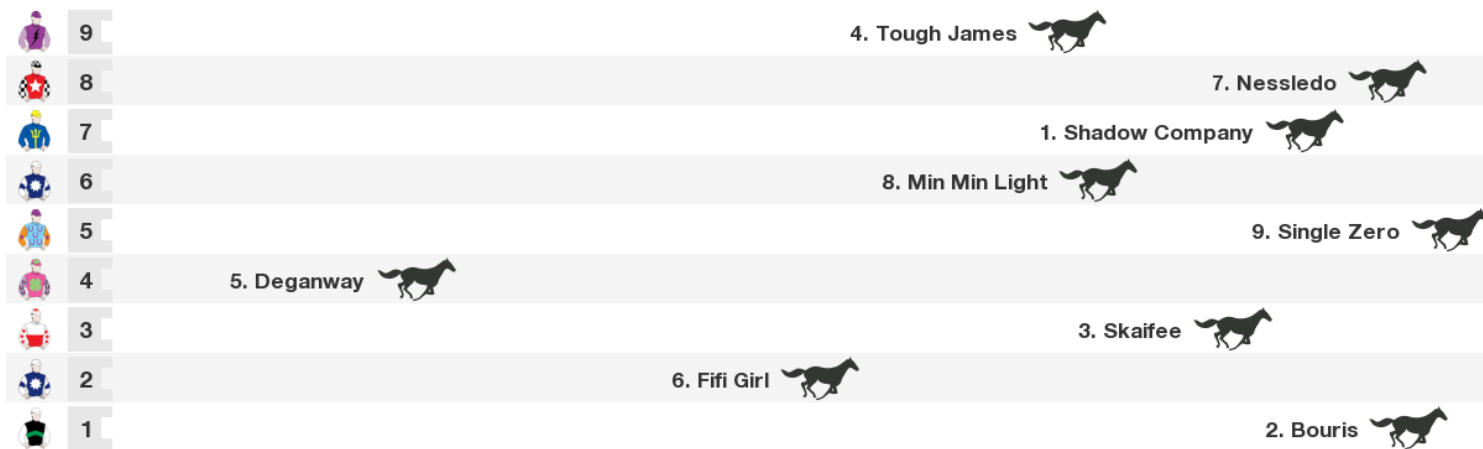 9 4. Tough James
8 7. Nessledo
7 1. Shadow Company
6 8. Min Min Light
5 9. Single Zero
4 5. Deganway
3 3. Skaifee
2 6. Fifi Girl
1 2. Bouris